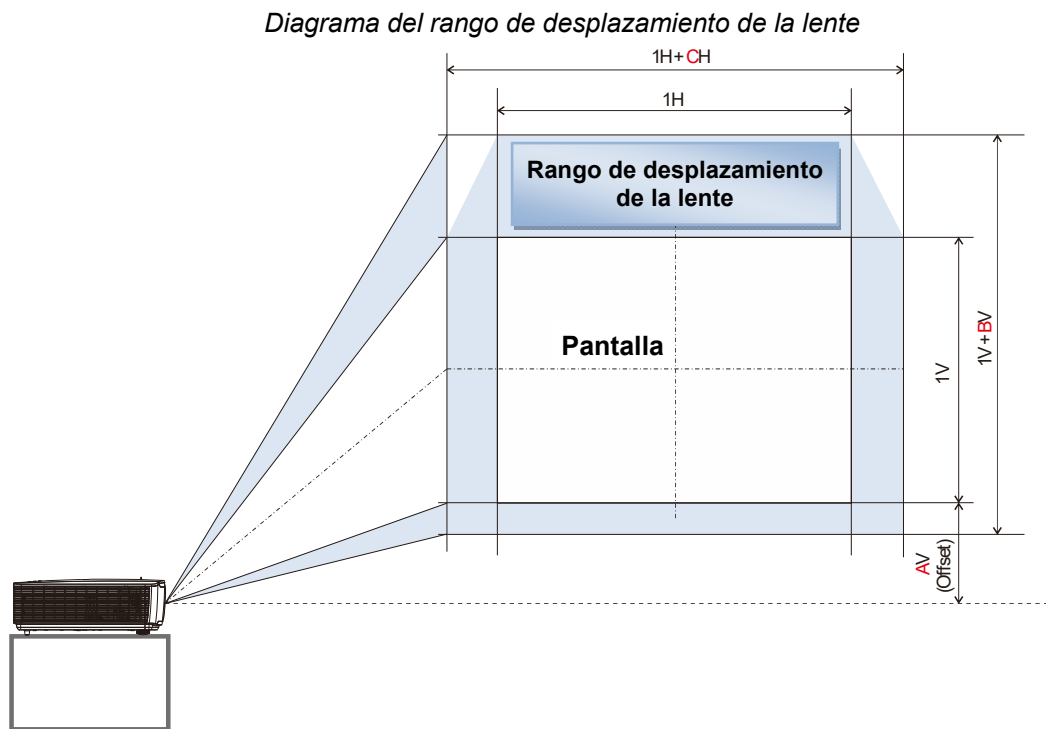 Diagrama del rango de desplazamiento de la lente
1H+CH
1H
Rango de desplazamiento
de la lente
Pantalla
1V
1V+BV
AV
(Offset)